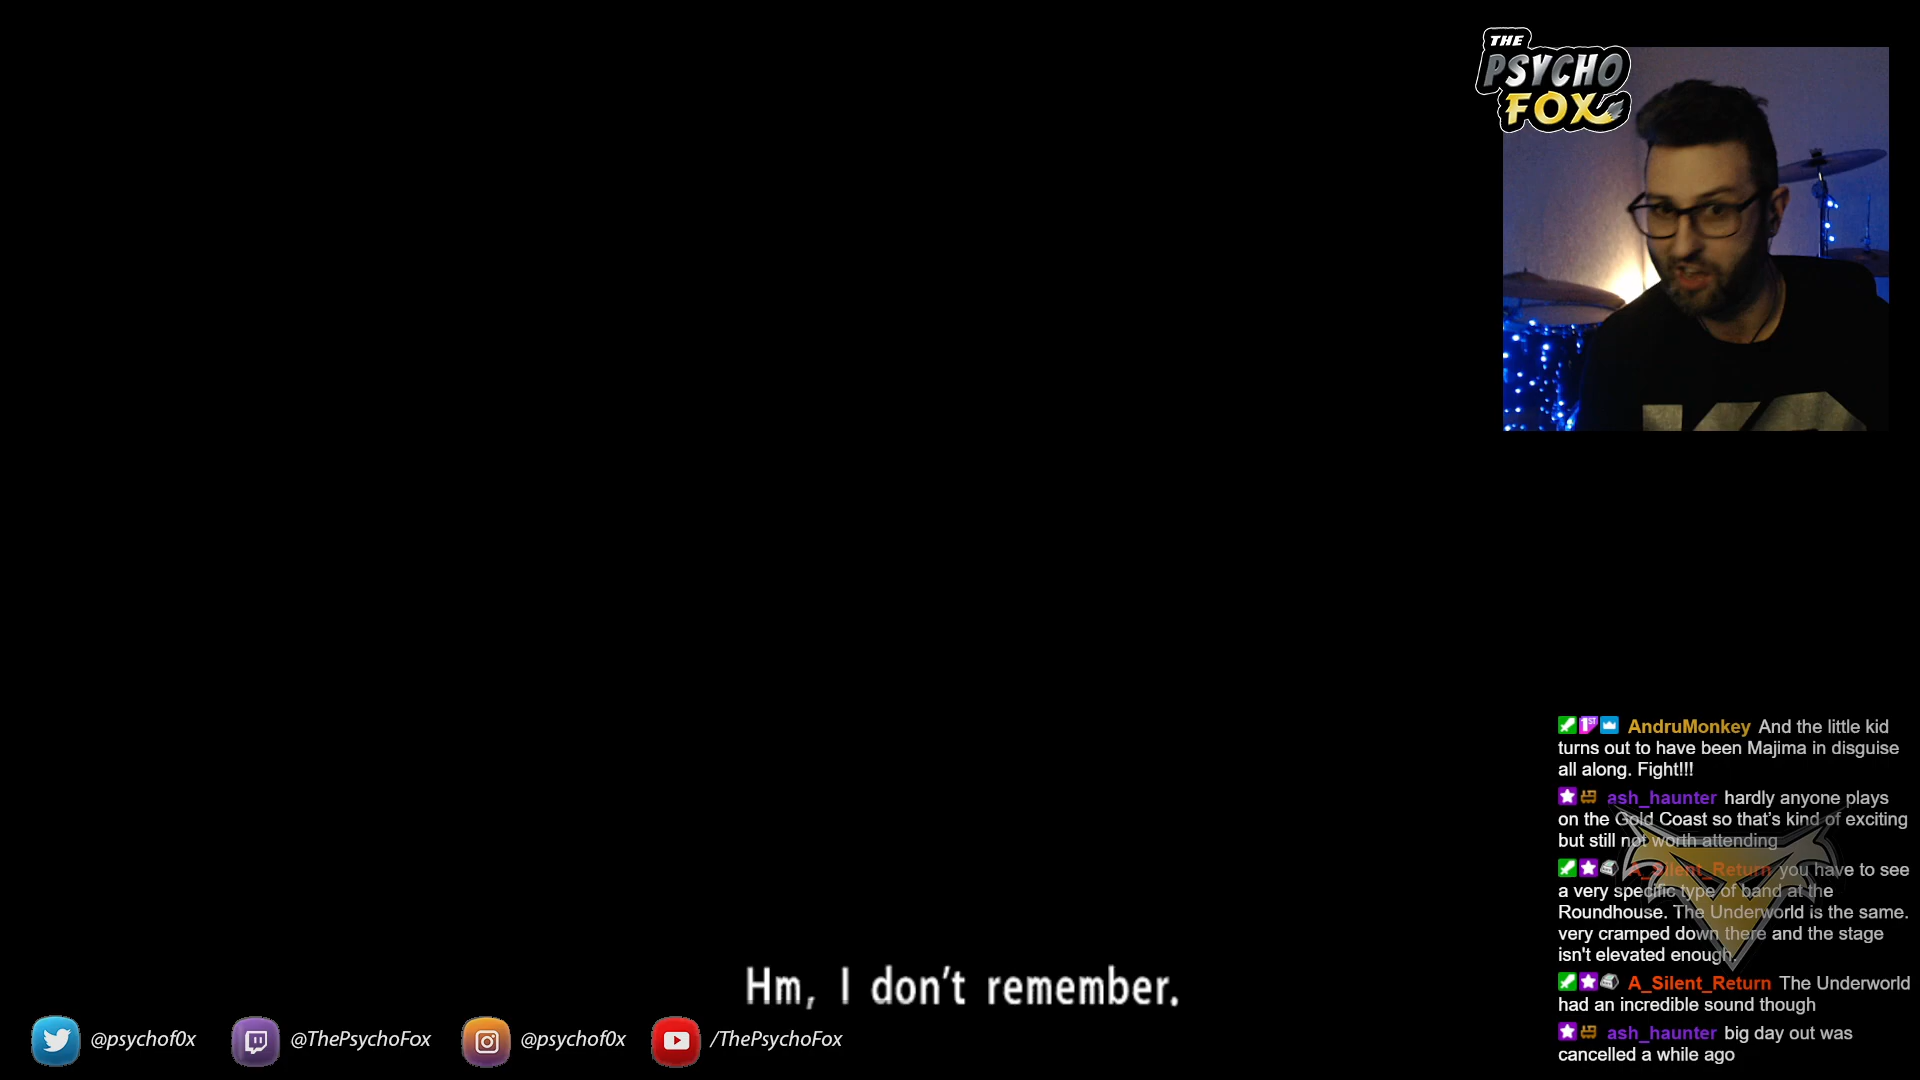 THE
PSYCHO
FOX
AndruMonkey And the little kid
turns out to have been Majima in disguise
all along. Fight!!!
ash_haunter hardly anyone plays
on the Gold Coast so that's kind of exciting
but still not worth attending
A_Silent_Return you have to see
a very specific type of band at the
Roundhouse. The Underworld is the same.
very cramped down there and the stage
isn't elevated enough.
A_Silent_Return The Underworld
had an incredible sound though
ash_haunter big day out was
cancelled a while ago
Hm, I don't remember.
@psychof0x
@ThePsychoFox
@psychof0x
/ThePsychoFox